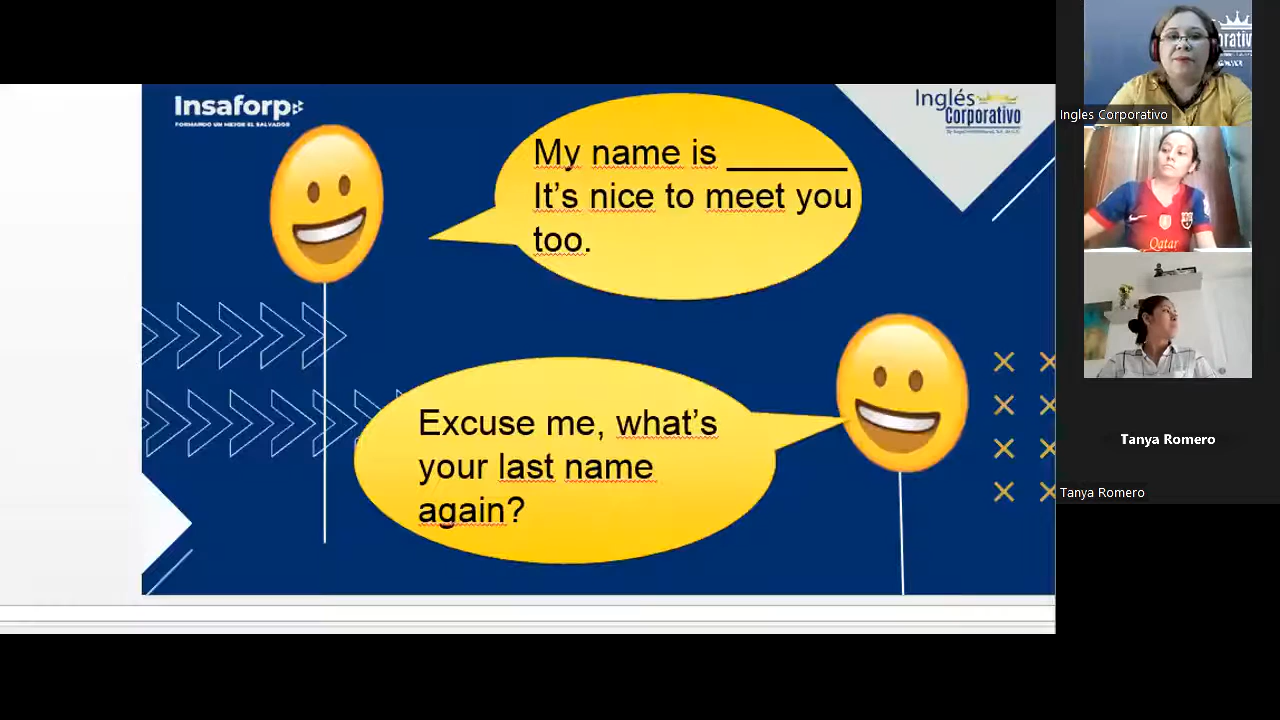 Insaforp
FORMANDO UN MEJOR EL SALVADOR
Inglés
Corporativo
My name is _______
It's nice to meet you
too.
Excuse me, what's
your last name
again?
Ingles Corporativo
Qatar
Tanya Romero
Tanya Romero